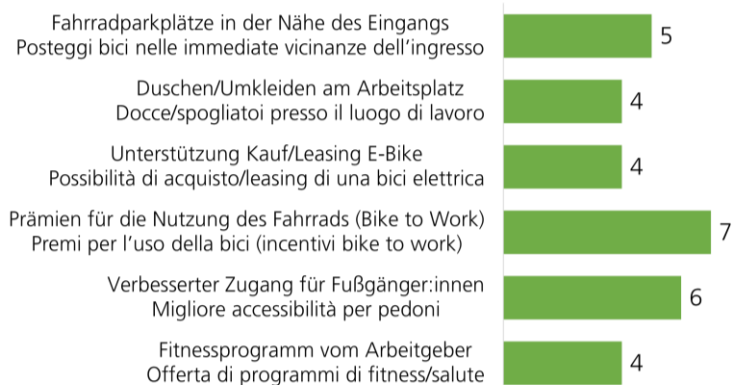 Fahrradparkplätze in der Nähe des Eingangs
Posteggi bici nelle immediate vicinanze dell’ingresso
5
Duschen/Umkleiden am Arbeitsplatz
Docce/spogliatoi presso il luogo di lavoro
4
Unterstützung Kauf/Leasing E-Bike
Possibilità di acquisto/leasing di una bici elettrica
4
Prämien für die Nutzung des Fahrrads (Bike to Work)
Premi per l’uso della bici (incentivi bike to work)
7
Verbesserter Zugang für Fußgänger:innen
Migliore accessibilità per pedoni
6
Fitnessprogramm vom Arbeitgeber
Offerta di programmi di fitness/salute
4